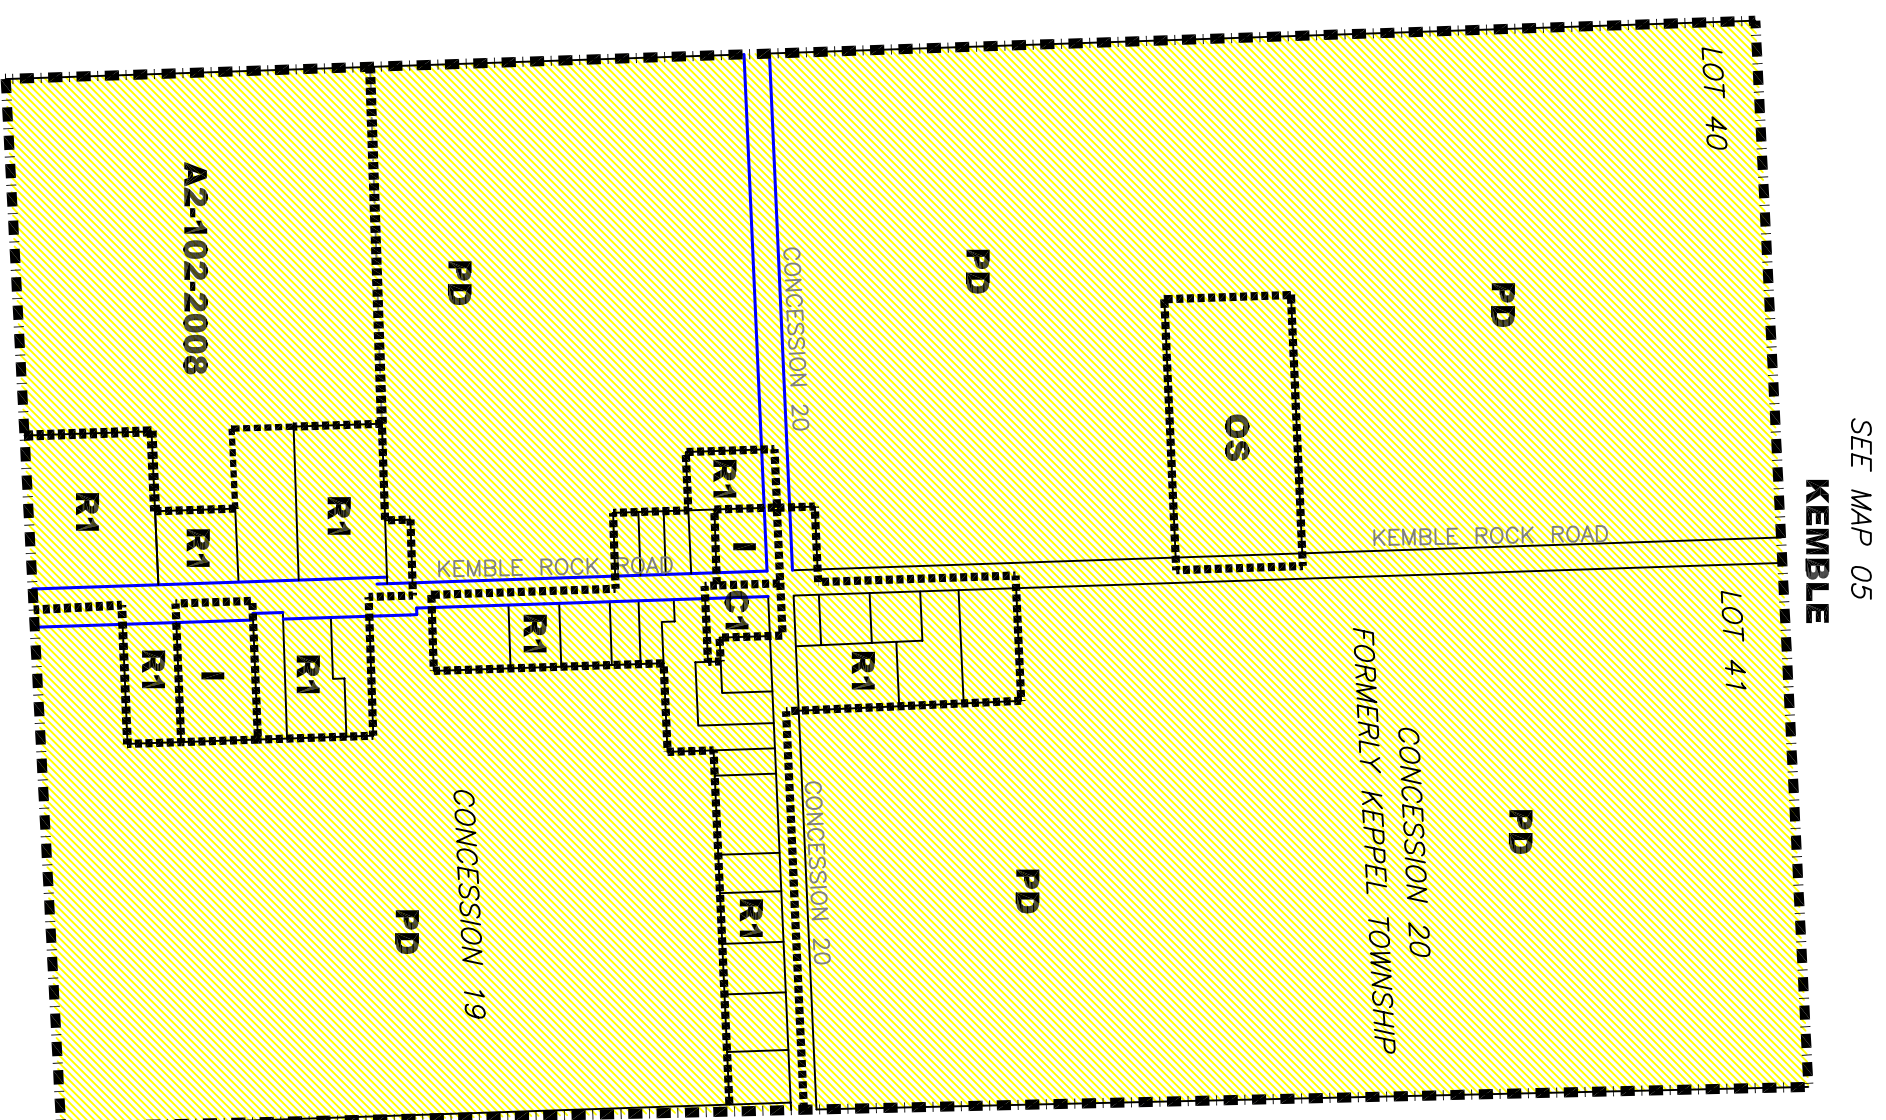 SEE MAP 05
KEMBLE
LOT 40
LOT 41
PD
PD
KEMBLE ROCK ROAD
CONCESSION 20
FORMERLY KEPPEL TOWNSHIP
OS
PD
PD
R1
CONCESSION 20
CONCESSION 20
R1
I
C1
R1
KEMBLE ROCK ROAD
R1
PD
CONCESSION 19
PD
A2-102-2008
R1
R1
R1
R1
I
R1